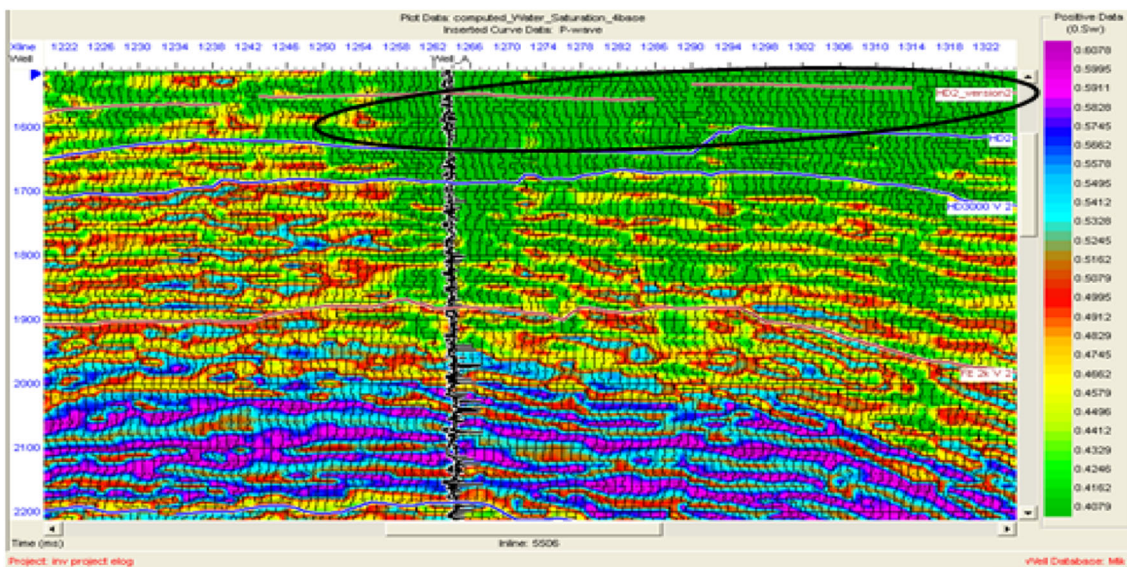 Plot Data: computed_Water_Saturation_4base
Inserted Curve Data: P-wave
Positive Data
(0.Sw)
Xline 1222 1226 1230 1234 1238 1246 1250 1254 1258 1262 1266 1270 1274 1278 1282 1286 1290 1294 1298 1302 1306 1310 1314 1318 1322
Well
Well_A
HD2_version2
HD2
HD3000 V 2
FE 2k V 2
1600
1700
1800
1900
2000
2100
2200
0.6078
0.5995
0.5911
0.5828
0.5745
0.5662
0.5578
0.5495
0.5412
0.5328
0.5245
0.5162
0.5079
0.4995
0.4912
0.4829
0.4745
0.4662
0.4579
0.4496
0.4412
0.4329
0.4246
0.4162
0.4079
Time (ms)
Inline: 5506
Project: inv project elog
Well Database: Mik